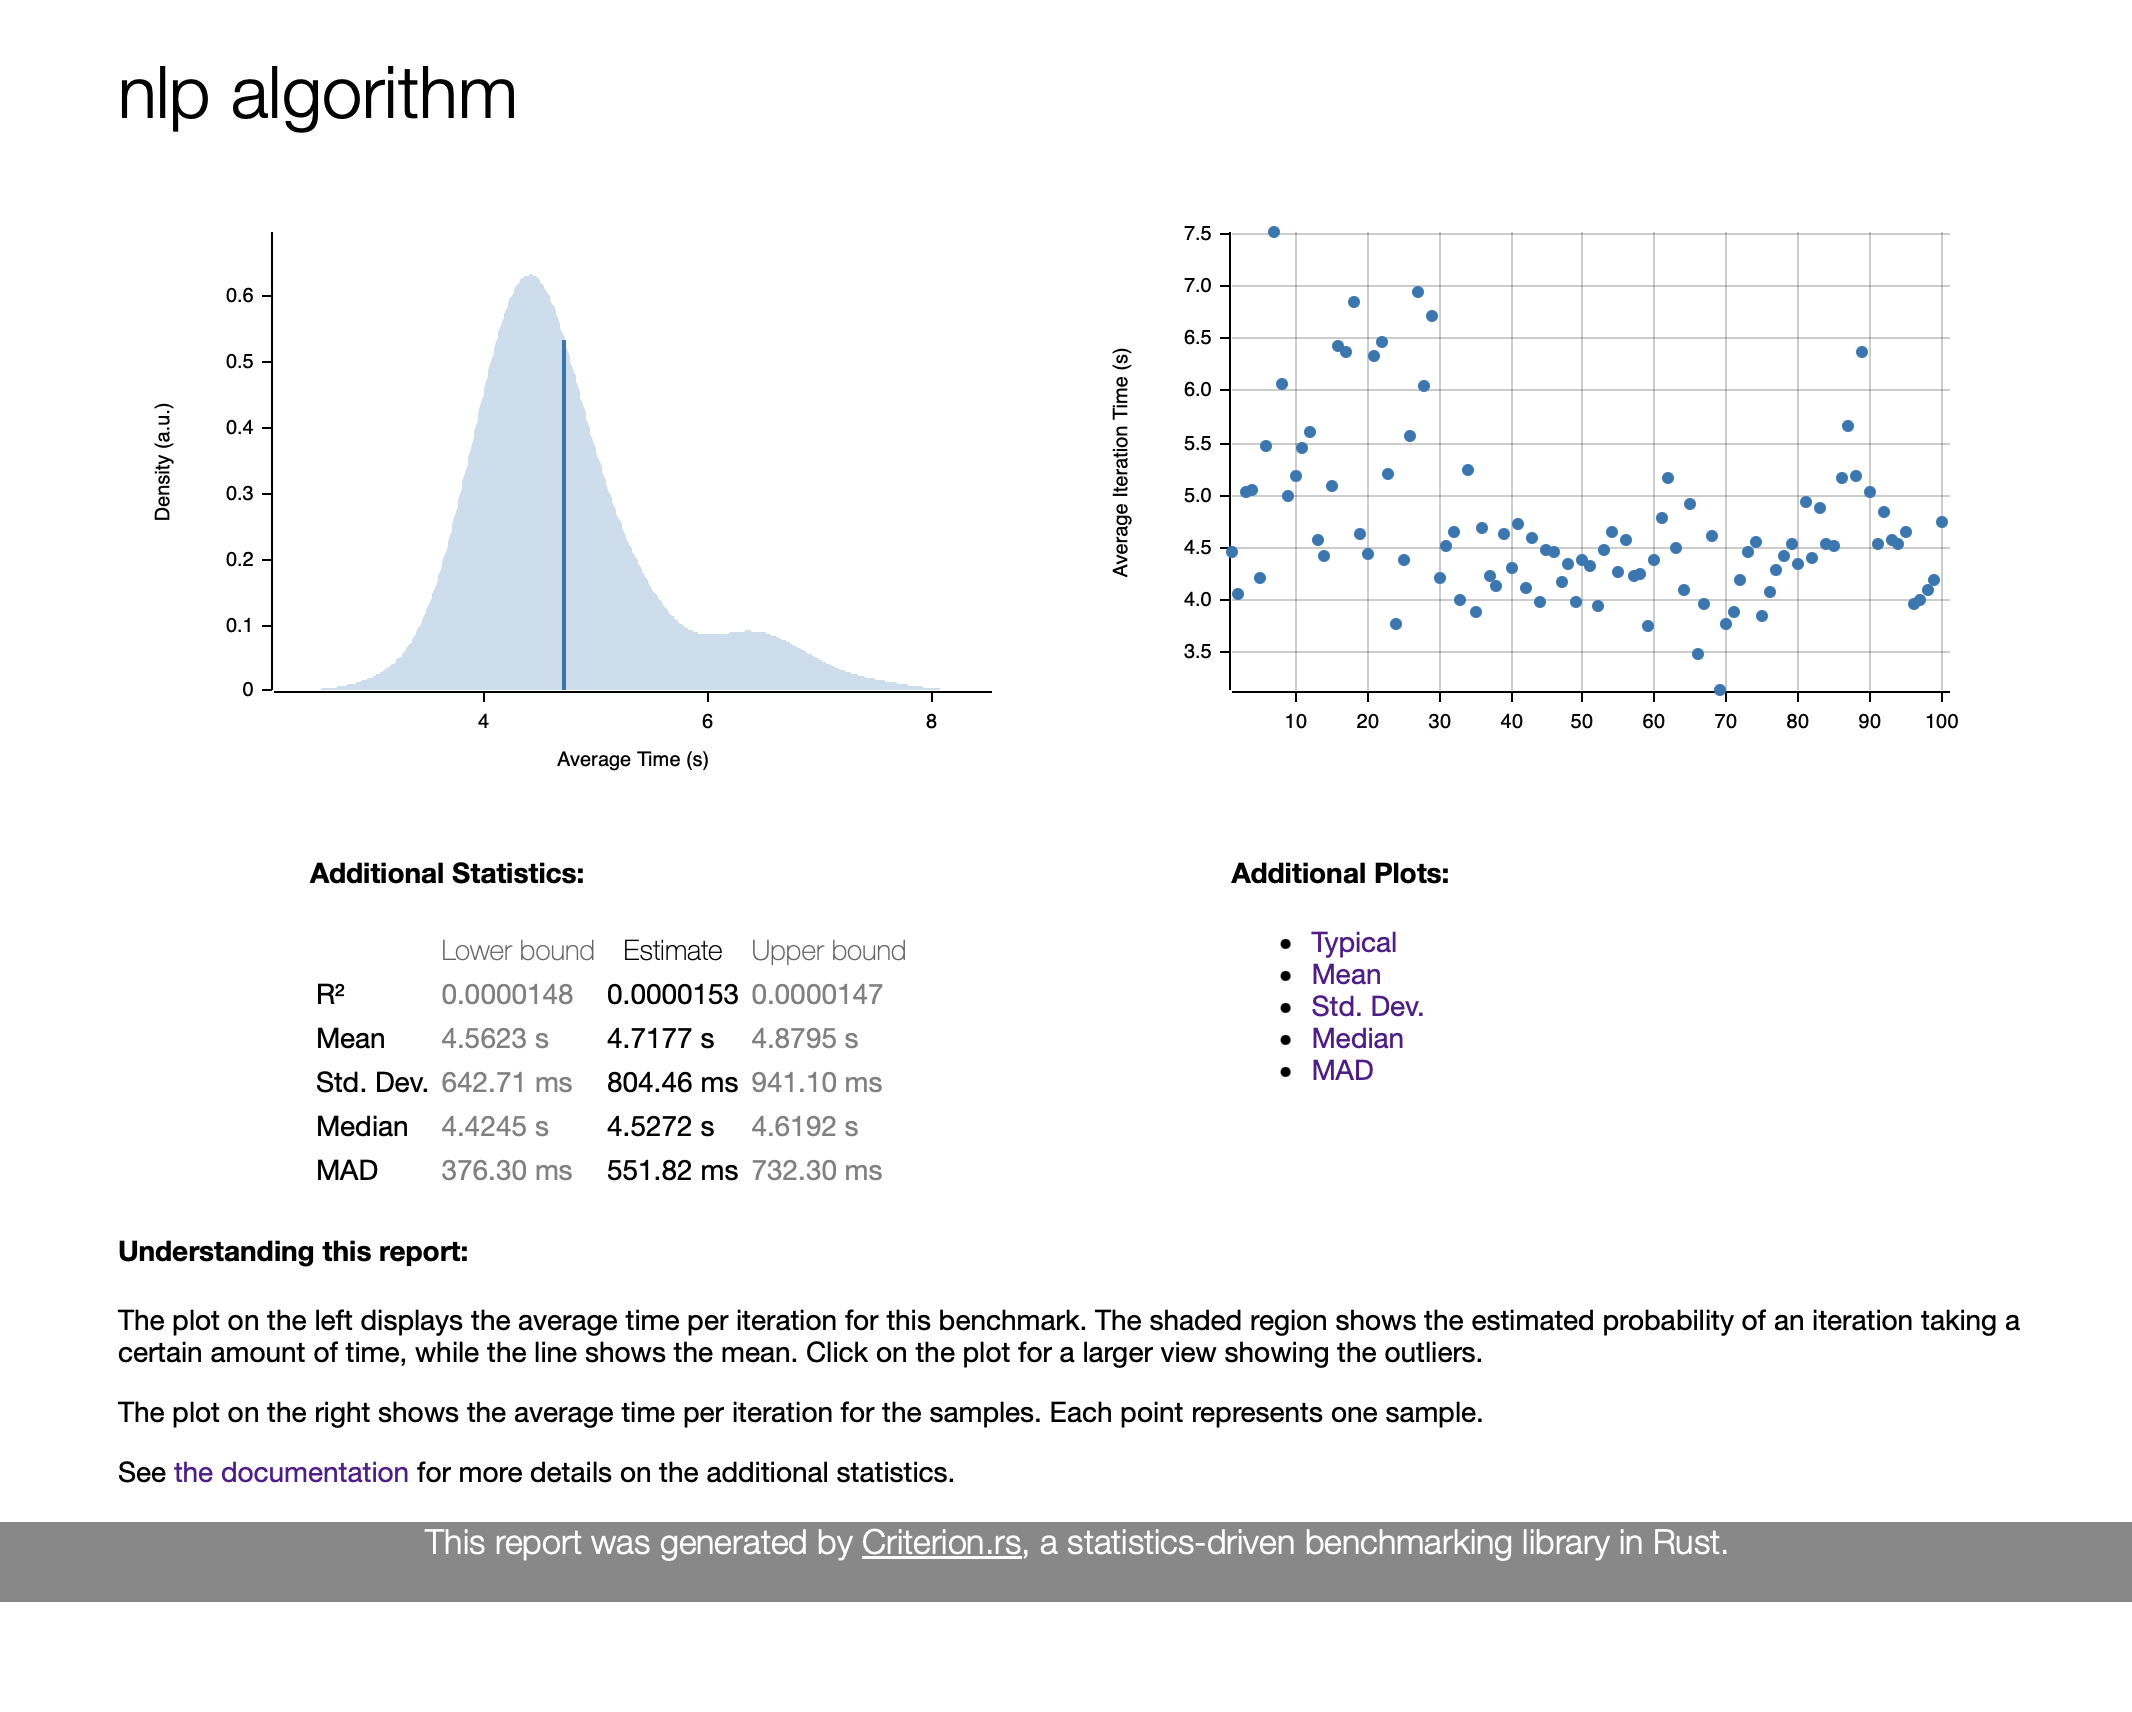 nlp algorithm
0.6
0.5
0.4
0.3
0.2
0.1
0
Density (a.u.)
4 6 8
Average Time (s)
7.5
7.0
6.5
6.0
5.5
5.0
4.5
4.0
3.5
Average Iteration Time (s)
10 20 30 40 50 60 70 80 90 100
Additional Statistics:
Lower bound Estimate Upper bound
R² 0.0000148 0.0000153 0.0000147
Mean 4.5623 s 4.7177 s 4.8795 s
Std. Dev. 642.71 ms 804.46 ms 941.10 ms
Median 4.4245 s 4.5272 s 4.6192 s
MAD 376.30 ms 551.82 ms 732.30 ms
Additional Plots:
• Typical
• Mean
• Std. Dev.
• Median
• MAD
Understanding this report:
The plot on the left displays the average time per iteration for this benchmark. The shaded region shows the estimated probability of an iteration taking a
certain amount of time, while the line shows the mean. Click on the plot for a larger view showing the outliers.
The plot on the right shows the average time per iteration for the samples. Each point represents one sample.
See the documentation for more details on the additional statistics.
This report was generated by Criterion.rs, a statistics-driven benchmarking library in Rust.